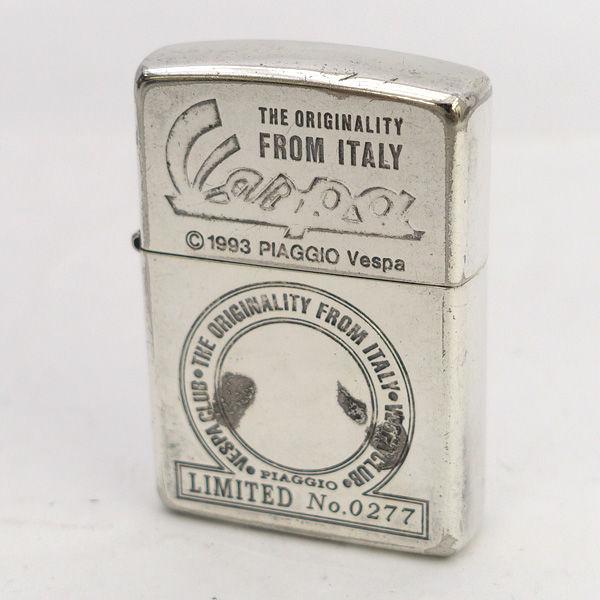 THE ORIGINALITY
FROM ITALY
Vespa
© 1993 PIAGGIO Vespa
VESPA CLUB • THE ORIGINALITY FROM ITALY • VESPA CLUB •
PIAGGIO
LIMITED No.0277